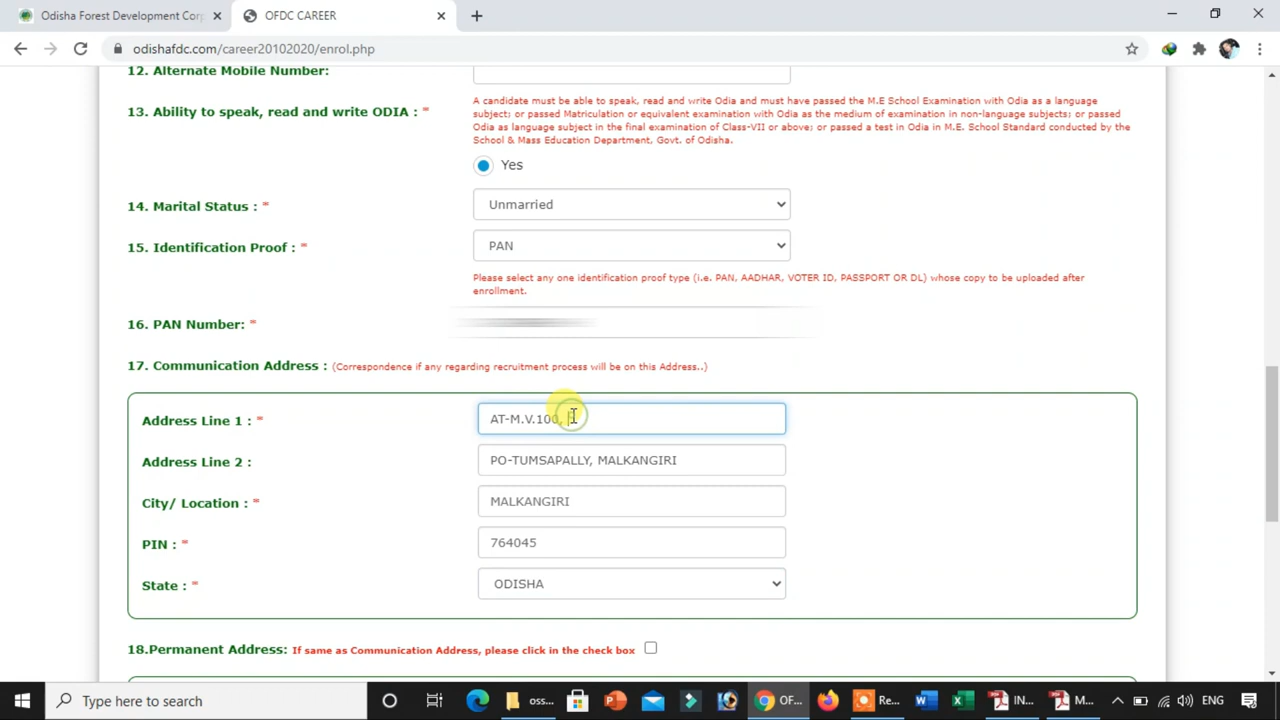 Odisha Forest Development Corp
OFDC CAREER
odishafdc.com/career20102020/enrol.php
12. Alternate Mobile Number:
13. Ability to speak, read and write ODIA : *
A candidate must be able to speak, read and write Odia and must have passed the M.E School Examination with Odia as a language
subject; or passed Matriculation or equivalent examination with Odia as the medium of examination in non-language subjects; or passed
Odia as language subject in the final examination of Class-VII or above; or passed a test in Odia in M.E. School Standard conducted by the
School & Mass Education Department, Govt. of Odisha.
Yes
14. Marital Status : *
Unmarried
15. Identification Proof : *
PAN
Please select any one identification proof type (i.e. PAN, AADHAR, VOTER ID, PASSPORT OR DL) whose copy to be uploaded after
enrollment.
16. PAN Number: *
17. Communication Address : (Correspondence if any regarding recruitment process will be on this Address..)
Address Line 1 : *
AT-M.V.100,
Address Line 2 :
PO-TUMSAPALLY, MALKANGIRI
City/ Location : *
MALKANGIRI
PIN : *
764045
State : *
ODISHA
18.Permanent Address: If same as Communication Address, please click in the check box
Type here to search
oss...
OF...
Re...
IN...
M...
ENG